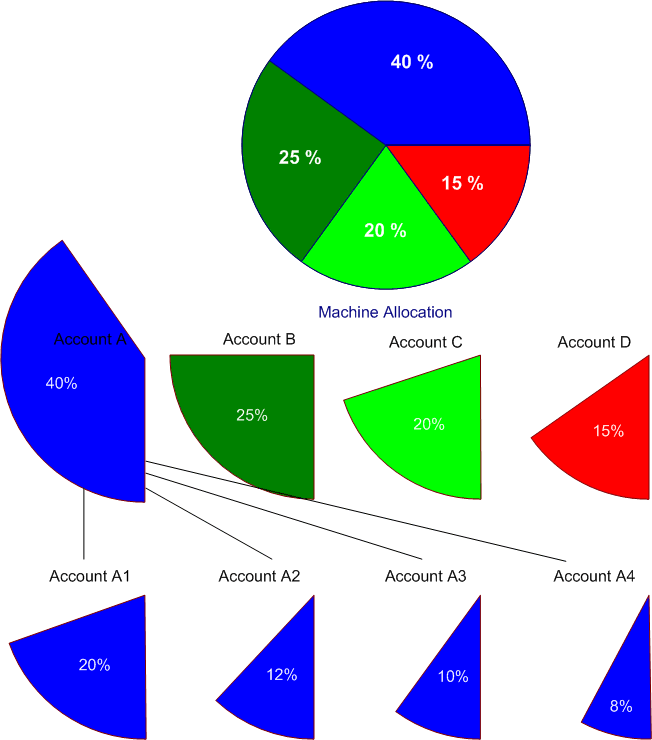 40 %
25 %
15 %
20 %
Machine Allocation
Account A
Account B
Account C
Account D
40%
25%
20%
15%
Account A1
Account A2
Account A3
Account A4
20%
12%
10%
8%